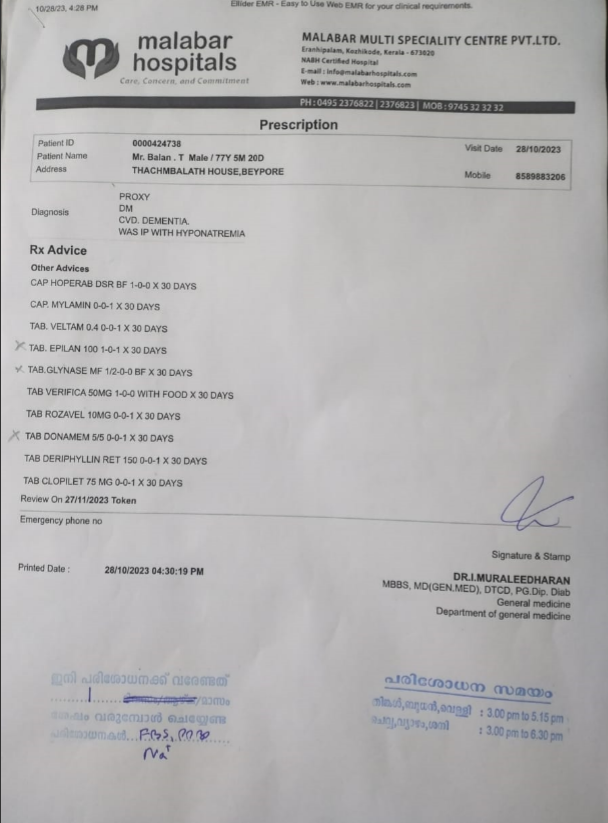 10/28/23, 4:28 PM
Ellider EMR - Easy to Use Web EMR for your clinical requirements.
malabar
hospitals
Care, Concern, and Commitment
MALABAR MULTI SPECIALITY CENTRE PVT.LTD.
Eranhipalam, Kozhikode, Kerala - 673020
NABH Certified Hospital
E-mail : info@malabarhospitals.com
Web : www.malabarhospitals.com
PH: 0495 2376822 | 2376823 | MOB : 9745 32 32 32
Prescription
Patient ID 0000424738 Visit Date 28/10/2023
Patient Name Mr. Balan . T Male / 77Y 5M 20D
Address THACHMBALATH HOUSE,BEYPORE Mobile 8589883206
Diagnosis
PROXY
DM
CVD. DEMENTIA,
WAS IP WITH HYPONATREMIA
Rx Advice
Other Advices
CAP HOPERAB DSR BF 1-0-0 X 30 DAYS
CAP. MYLAMIN 0-0-1 X 30 DAYS
TAB. VELTAM 0.4 0-0-1 X 30 DAYS
TAB. EPILAN 100 1-0-1 X 30 DAYS
TAB.GLYNASE MF 1/2-0-0 BF X 30 DAYS
TAB VERIFICA 50MG 1-0-0 WITH FOOD X 30 DAYS
TAB ROZAVEL 10MG 0-0-1 X 30 DAYS
TAB DONAMEM 5/5 0-0-1 X 30 DAYS
TAB DERIPHYLLIN RET 150 0-0-1 X 30 DAYS
TAB CLOPILET 75 MG 0-0-1 X 30 DAYS
Review On 27/11/2023 Token
Emergency phone no
Signature & Stamp
Printed Date : 28/10/2023 04:30:19 PM
DR.I.MURALEEDHARAN
MBBS, MD(GEN.MED), DTCD, PG.Dip. Diab
General medicine
Department of general medicine
ഇനി പരിശോധനക്ക് വരേണ്ടത്
1 /മാസം
ശേഷം വരുമ്പോൾ ചെയ്യേണ്ട
പരിശോധനകൾ... FBS, PPB
Na+
പരിശോധന സമയം
തിങ്കൾ,ബുധൻ,വെള്ളി : 3.00 pm to 5.15 pm
ചൊവ്വ,വ്യാഴം,ശനി : 3.00 pm to 6.30 pm